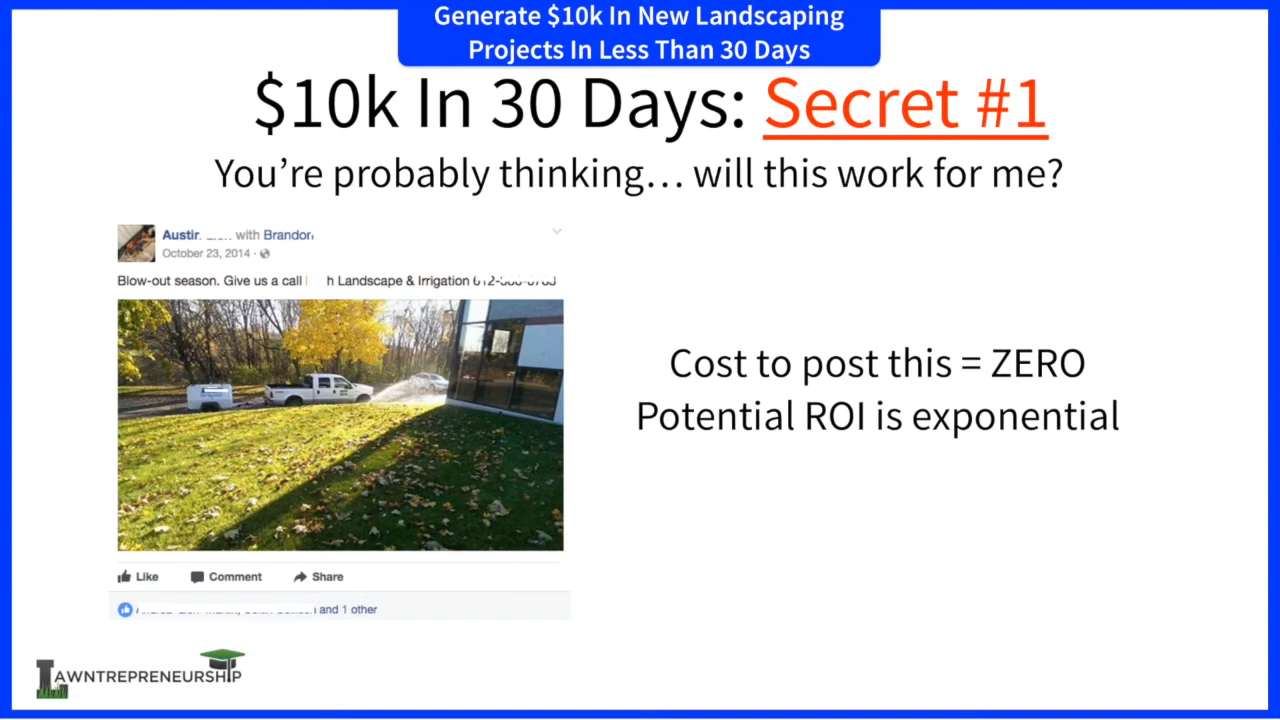 Generate $10k In New Landscaping
Projects In Less Than 30 Days
$10k In 30 Days: Secret #1
You’re probably thinking… will this work for me?
Austin with Brandon
October 23, 2014 ·
Blow-out season. Give us a call h Landscape & Irrigation
Cost to post this = ZERO
Potential ROI is exponential
Like Comment Share
and 1 other
LAWNTREPRENEURSHIP